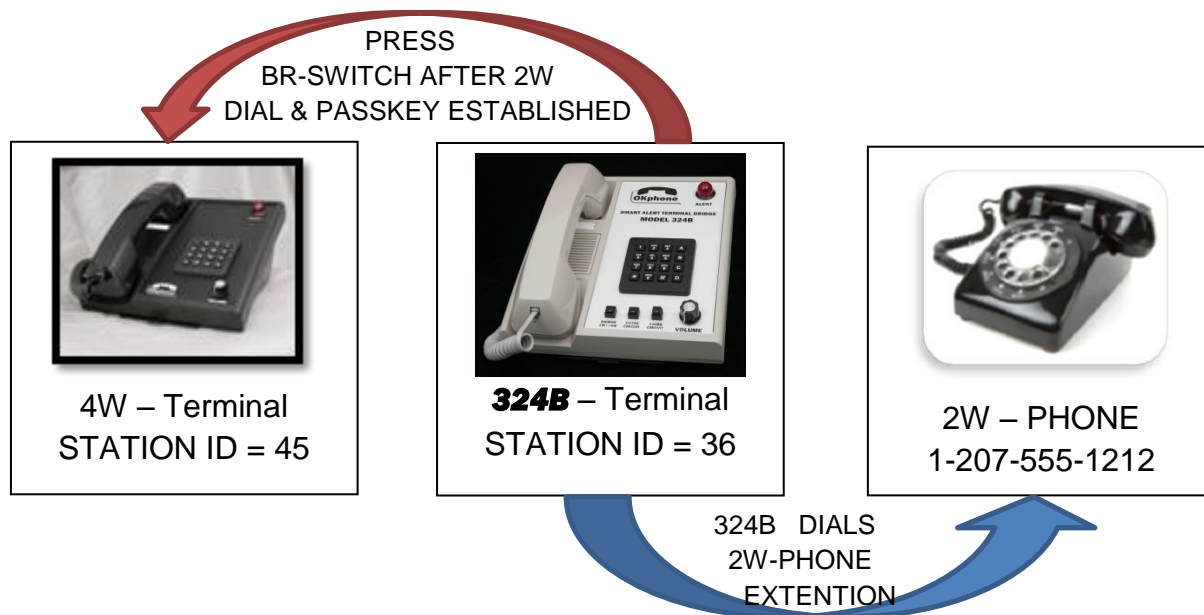 PRESS
BR-SWITCH AFTER 2W
DIAL & PASSKEY ESTABLISHED
4W – Terminal
STATION ID = 45
OKphone
ALERT
SMART ALERT TERMINAL BRIDGE
MODEL 324B
VOLUME
324B – Terminal
STATION ID = 36
2W – PHONE
1-207-555-1212
324B DIALS
2W-PHONE
EXTENTION